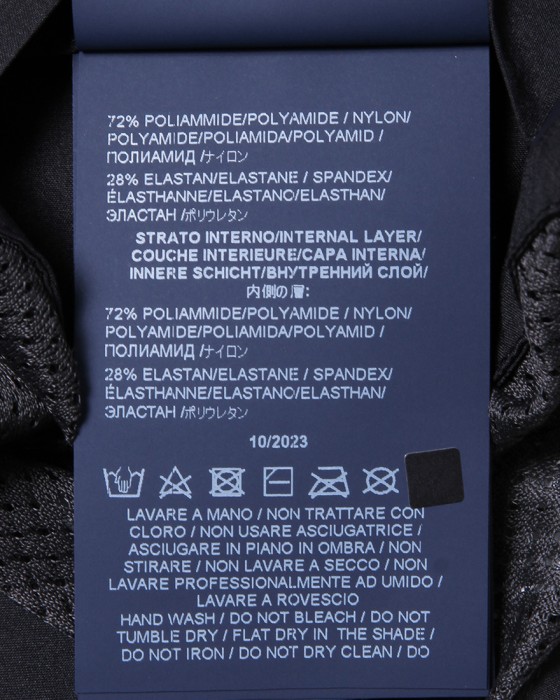 72% POLIAMMIDE/POLYAMIDE / NYLON/
POLYAMIDE/POLIAMIDA/POLYAMID /
ПОЛИАМИД /ナイロン
28% ELASTAN/ELASTANE / SPANDEX/
ÉLASTHANNE/ELASTANO/ELASTHAN/
ЭЛАСТАН /ポリウレタン
STRATO INTERNO/INTERNAL LAYER/
COUCHE INTERIEURE/CAPA INTERNA/
INNERE SCHICHT/ВНУТРЕННИЙ СЛОЙ/
内側の層:
72% POLIAMMIDE/POLYAMIDE / NYLON/
POLYAMIDE/POLIAMIDA/POLYAMID /
ПОЛИАМИД /ナイロン
28% ELASTAN/ELASTANE / SPANDEX/
ÉLASTHANNE/ELASTANO/ELASTHAN/
ЭЛАСТАН /ポリウレタン
10/2023
LAVARE A MANO / NON TRATTARE CON
CLORO / NON USARE ASCIUGATRICE /
ASCIUGARE IN PIANO IN OMBRA / NON
STIRARE / NON LAVARE A SECCO / NON
LAVARE PROFESSIONALMENTE AD UMIDO /
LAVARE A ROVESCIO
HAND WASH / DO NOT BLEACH / DO NOT
TUMBLE DRY / FLAT DRY IN THE SHADE /
DO NOT IRON / DO NOT DRY CLEAN / DO